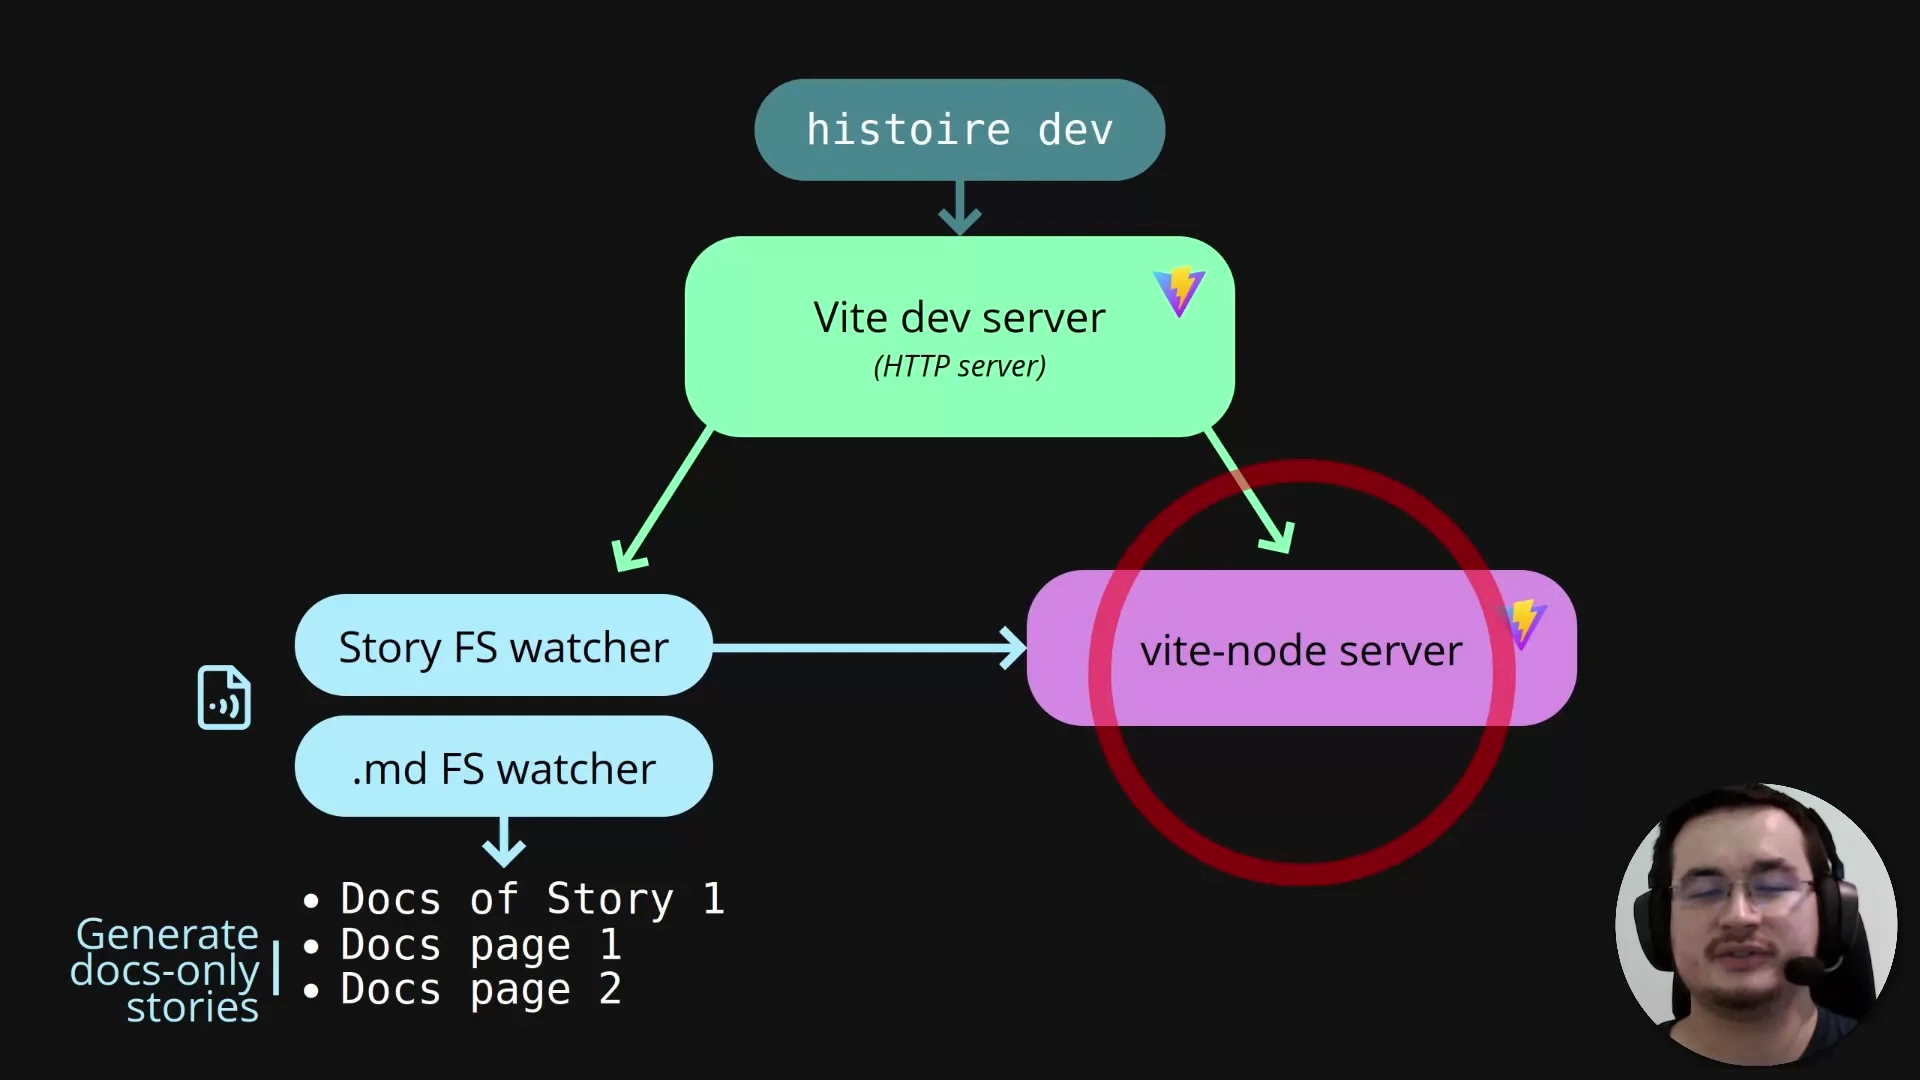 histoire dev
Vite dev server
(HTTP server)
Story FS watcher
vite-node server
.md FS watcher
Generate
docs-only
stories
• Docs of Story 1
• Docs page 1
• Docs page 2